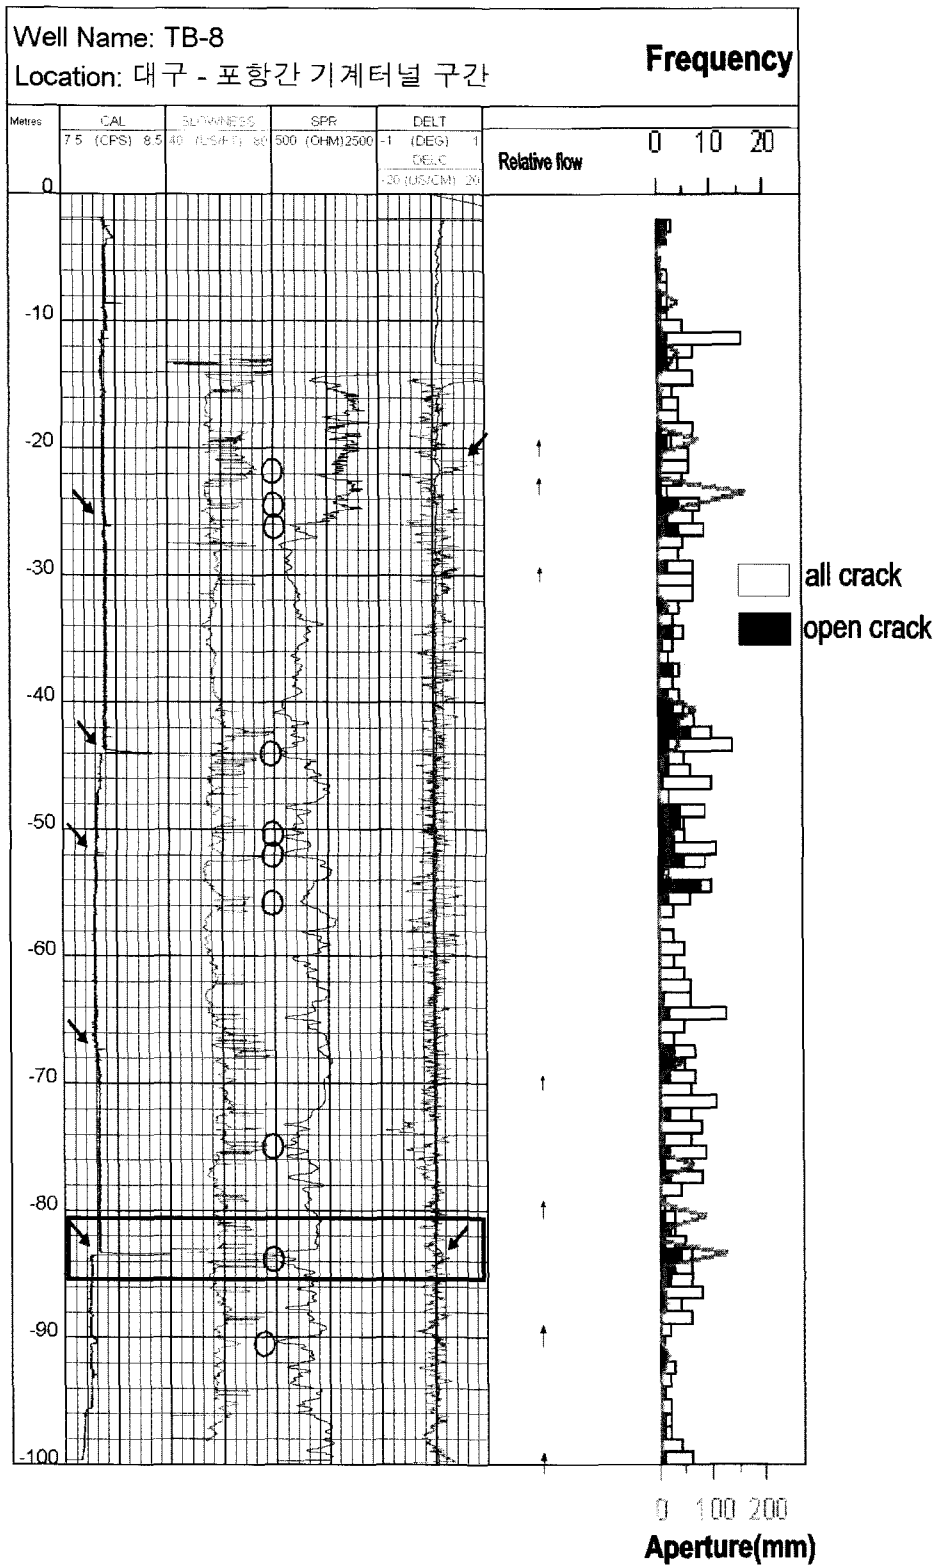 Well Name: TB-8
Location: 대구 - 포항간 기계터널 구간
Frequency
Metres
CAL
7.5 (CPS) 8.5
SLOWNESS
40 (US/FT) 80
SPR
500 (OHM)2500
DELT
-1 (DEG) 1
DELC
-20 (US/CM) 20
Relative flow
0 10 20
0
-10
-20
-30
-40
-50
-60
-70
-80
-90
-100
all crack
open crack
0 100 200
Aperture(mm)